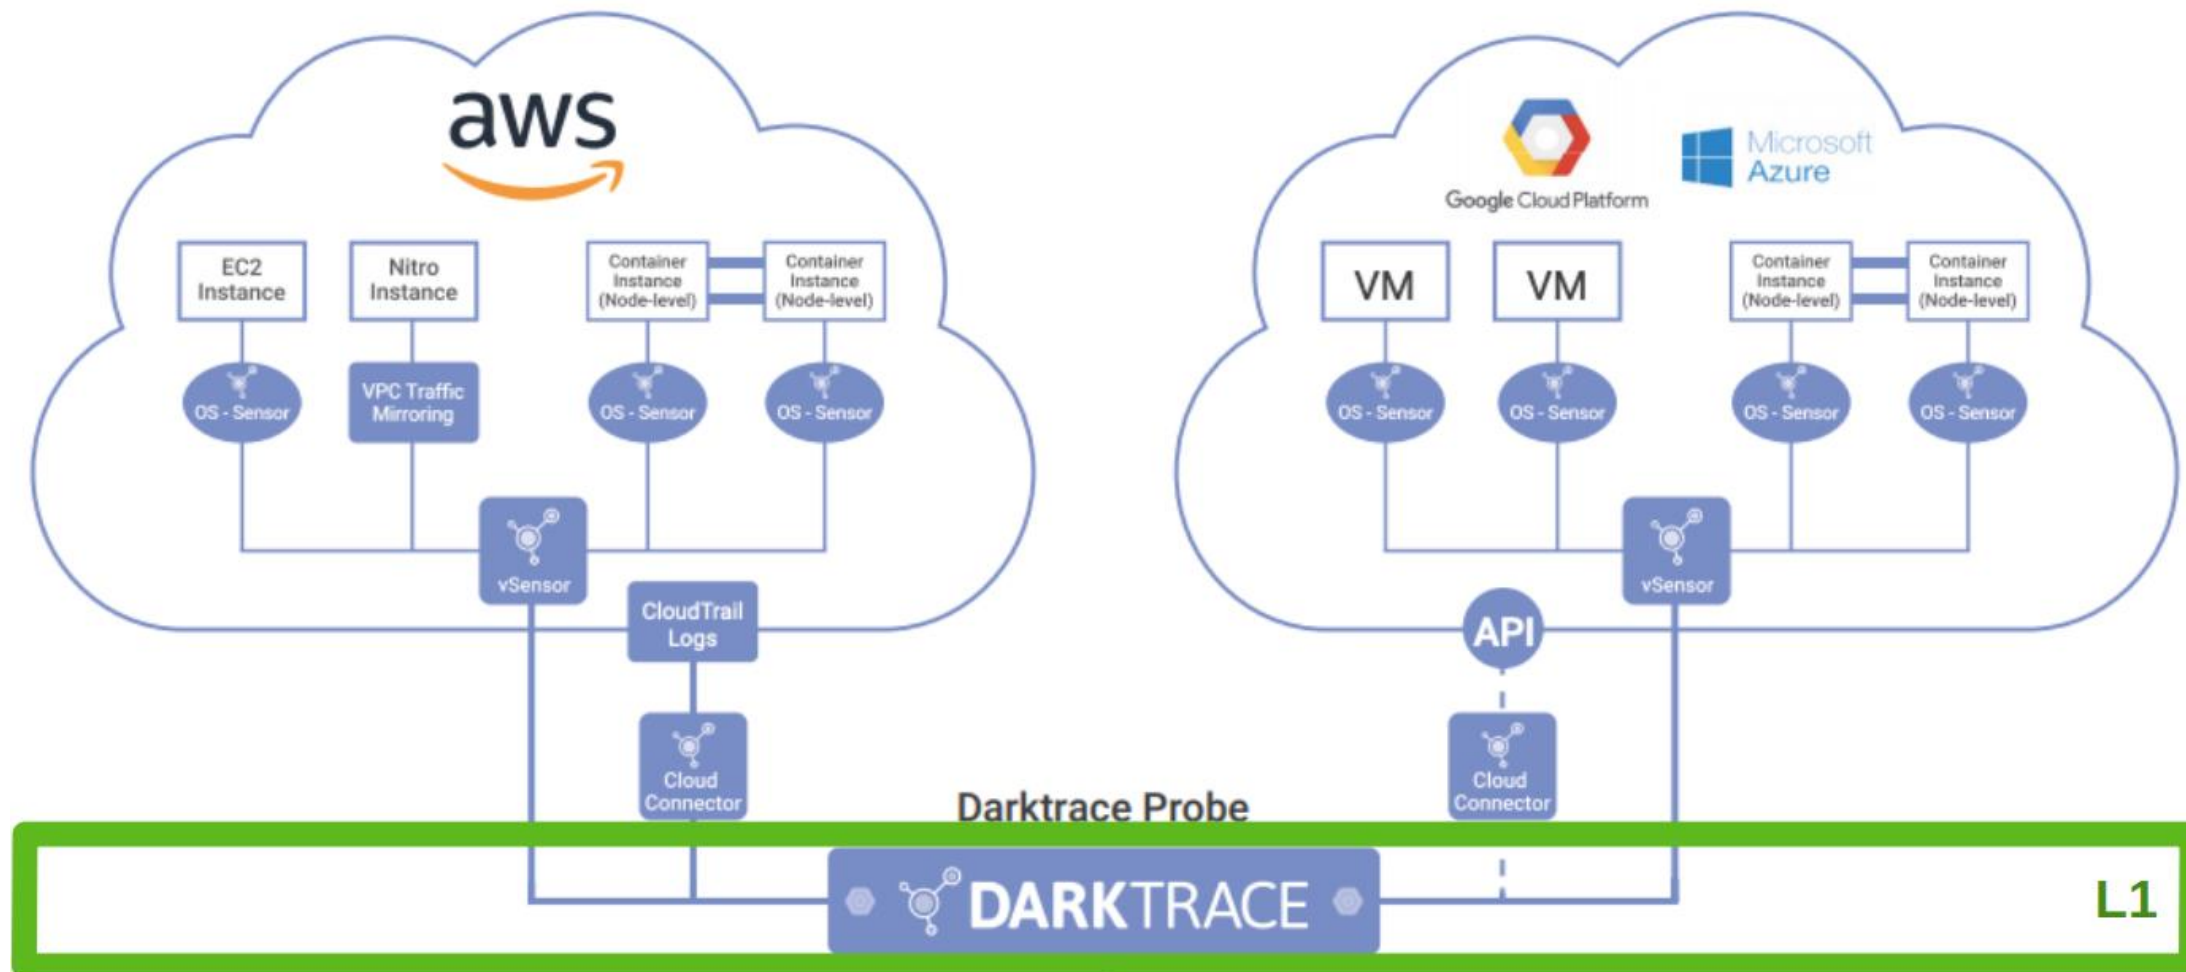 aws
Google Cloud Platform
Microsoft
Azure
EC2
Instance
Nitro
Instance
Container
Instance
(Node-level)
Container
Instance
(Node-level)
VM
VM
Container
Instance
(Node-level)
Container
Instance
(Node-level)
OS - Sensor
VPC Traffic
Mirroring
OS - Sensor
OS - Sensor
OS - Sensor
OS - Sensor
OS - Sensor
OS - Sensor
vSensor
vSensor
CloudTrail
Logs
API
Cloud
Connector
Cloud
Connector
Darktrace Probe
DARKTRACE
L1